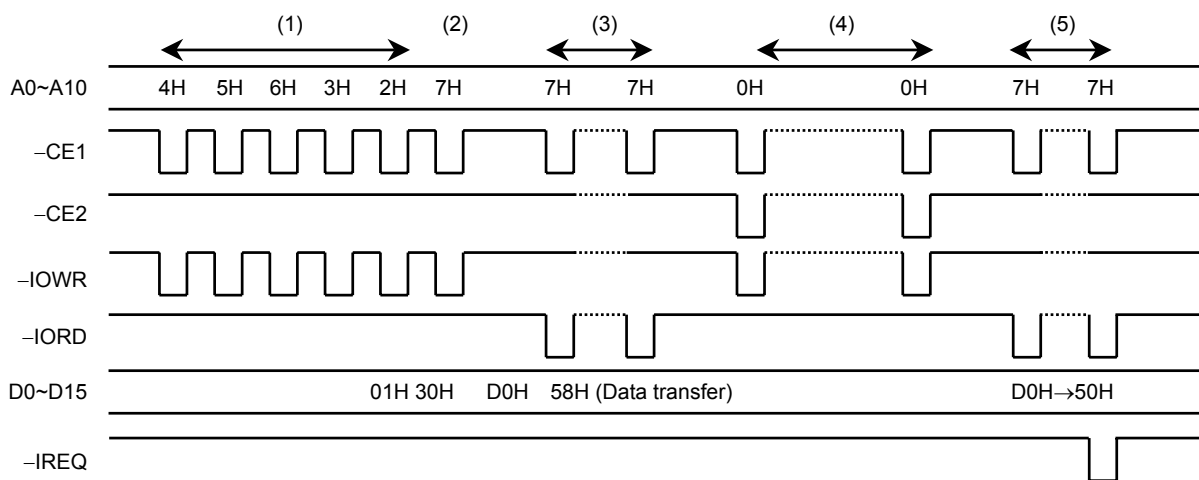 (1) (2) (3) (4) (5)
A0~A10 4H 5H 6H 3H 2H 7H 7H 7H 0H 0H 7H 7H
–CE1
–CE2
–IOWR
–IORD
D0~D15 01H 30H D0H 58H (Data transfer) D0H→50H
–IREQ